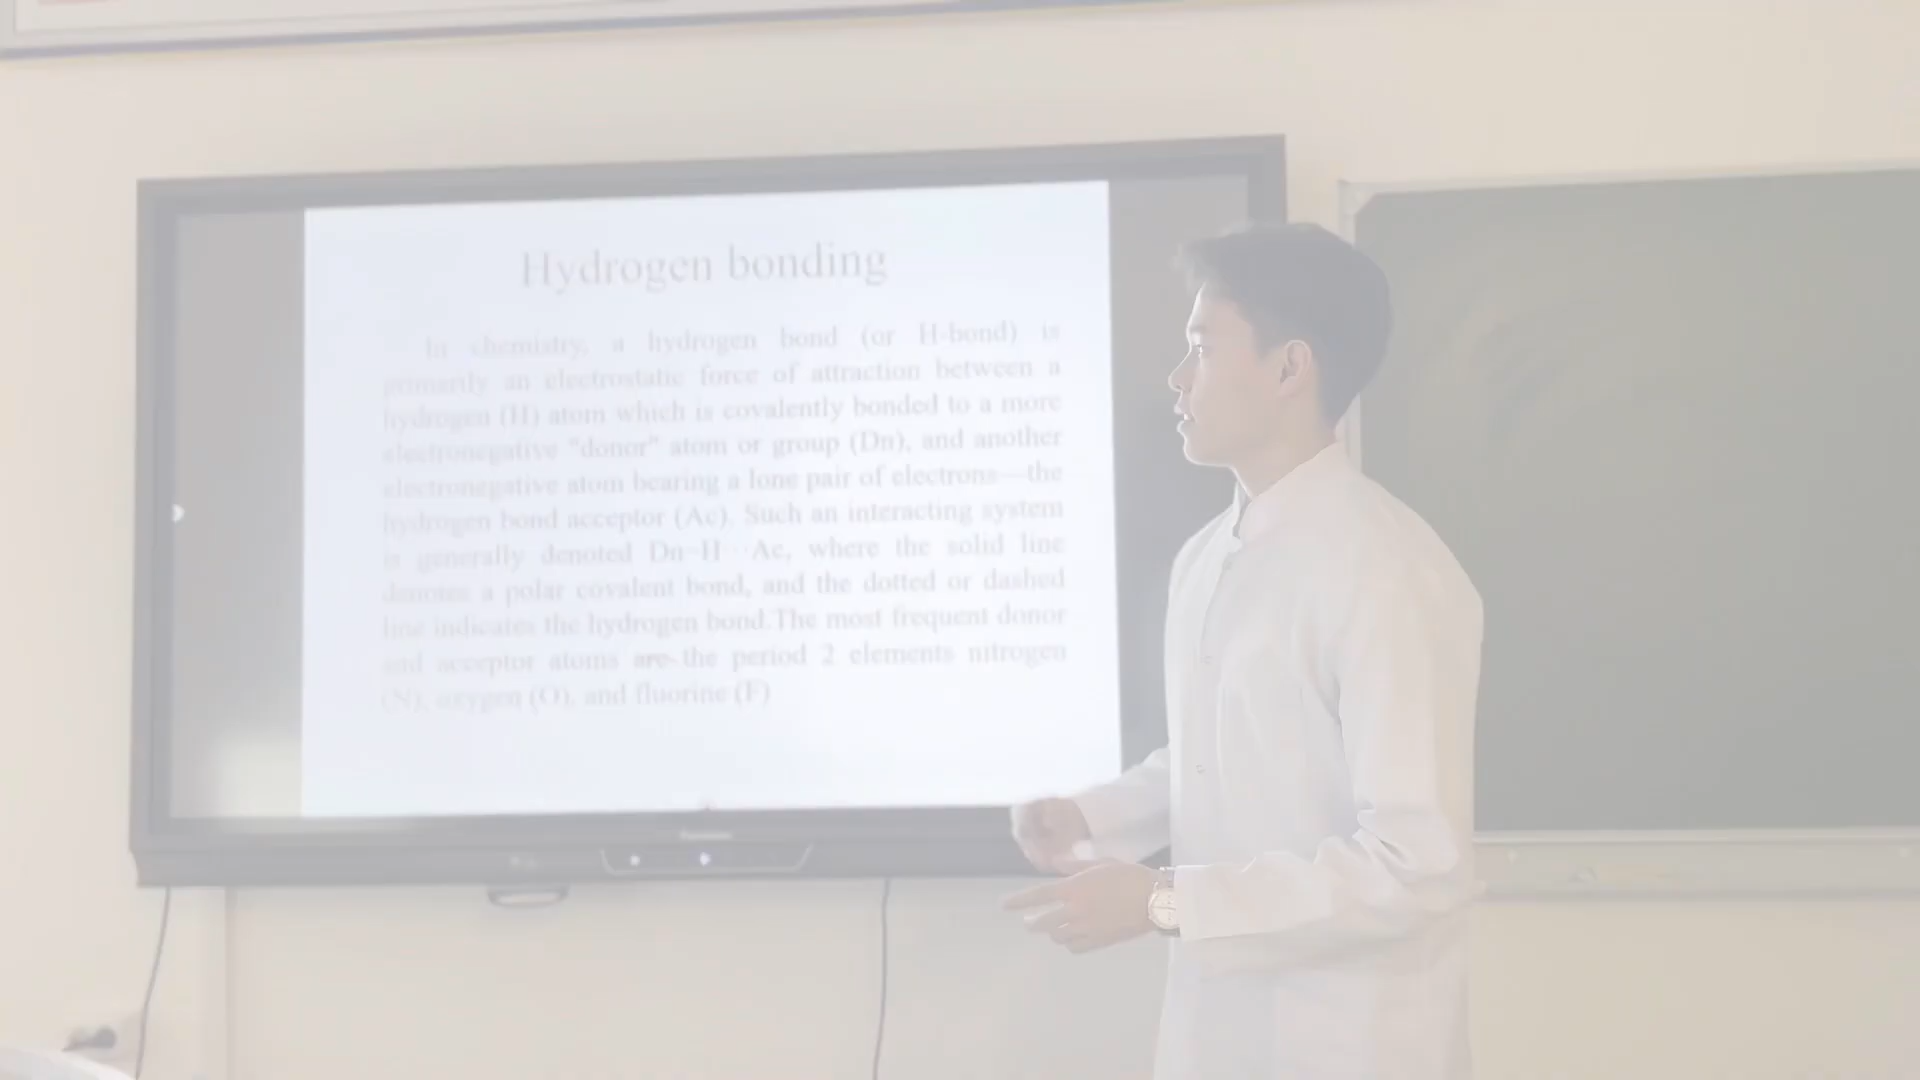 Hydrogen bonding
In chemistry, a hydrogen bond (or H-bond) is
primarily an electrostatic force of attraction between a
hydrogen (H) atom which is covalently bonded to a more
electronegative "donor" atom or group (Dn), and another
electronegative atom bearing a lone pair of electrons—the
hydrogen bond acceptor (Ac). Such an interacting system
is generally denoted Dn−H···Ac, where the solid line
denotes a polar covalent bond, and the dotted or dashed
line indicates the hydrogen bond.The most frequent donor
and acceptor atoms are the period 2 elements nitrogen
(N), oxygen (O), and fluorine (F)